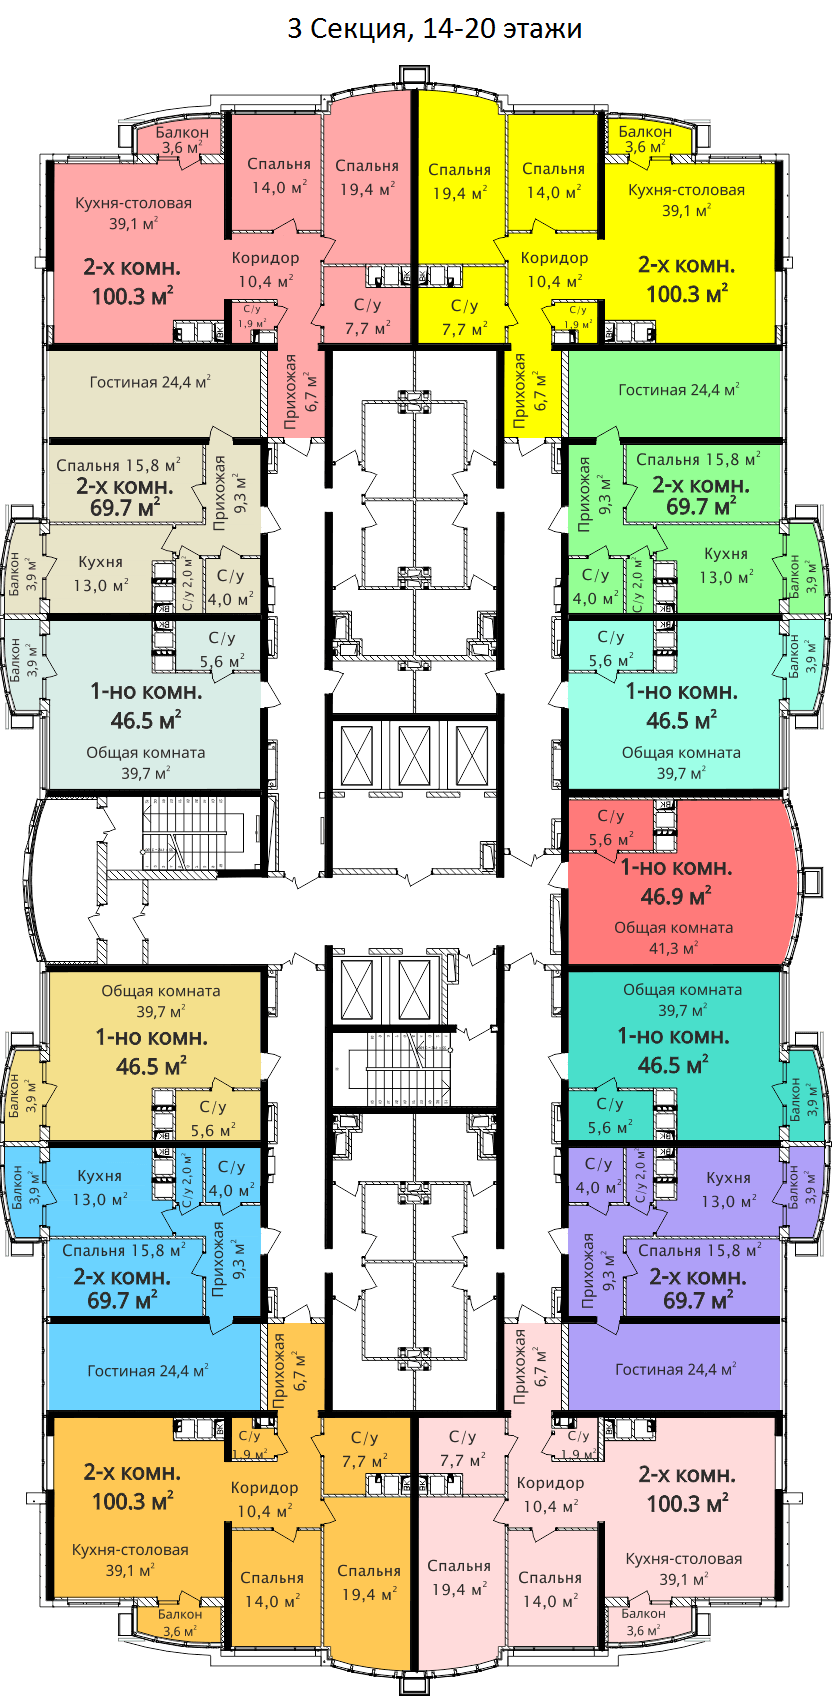 3 Секция, 14-20 этажи
Балкон
3,6 м²
Спальня
14,0 м²
Спальня
19,4 м²
Кухня-столовая
39,1 м²
2-х комн.
100.3 м²
Коридор
10,4 м²
С/у
1,9 м²
С/у
7,7 м²
Прихожая
6,7 м²
Спальня
19,4 м²
Спальня
14,0 м²
Балкон
3,6 м²
Кухня-столовая
39,1 м²
2-х комн.
100.3 м²
Коридор
10,4 м²
С/у
7,7 м²
С/у
1,9 м²
Прихожая
6,7 м²
Гостиная 24,4 м²
Спальня 15,8 м²
2-х комн.
69.7 м²
Прихожая
9,3 м²
Кухня
13,0 м²
С/у 2,0 м²
С/у
4,0 м²
Балкон
3,9 м²
Гостиная 24,4 м²
Спальня 15,8 м²
2-х комн.
69.7 м²
Прихожая
9,3 м²
Кухня
13,0 м²
С/у
4,0 м²
С/у 2,0 м²
Балкон
3,9 м²
Балкон
3,9 м²
С/у
5,6 м²
1-но комн.
46.5 м²
Общая комната
39,7 м²
С/у
5,6 м²
Балкон
3,9 м²
1-но комн.
46.5 м²
Общая комната
39,7 м²
С/у
5,6 м²
1-но комн.
46.9 м²
Общая комната
41,3 м²
Общая комната
39,7 м²
1-но комн.
46.5 м²
Балкон
3,9 м²
С/у
5,6 м²
Общая комната
39,7 м²
1-но комн.
46.5 м²
С/у
5,6 м²
Балкон
3,9 м²
Балкон
3,9 м²
Кухня
13,0 м²
С/у 2,0 м²
С/у
4,0 м²
Спальня 15,8 м²
2-х комн.
69.7 м²
Прихожая
9,3 м²
Гостиная 24,4 м²
С/у
4,0 м²
С/у 2,0 м²
Кухня
13,0 м²
Балкон
3,9 м²
Прихожая
9,3 м²
Спальня 15,8 м²
2-х комн.
69.7 м²
Гостиная 24,4 м²
Прихожая
6,7 м²
С/у
1,9 м²
С/у
7,7 м²
2-х комн.
100.3 м²
Коридор
10,4 м²
Кухня-столовая
39,1 м²
Спальня
14,0 м²
Спальня
19,4 м²
Балкон
3,6 м²
Прихожая
6,7 м²
С/у
7,7 м²
С/у
1,9 м²
2-х комн.
100.3 м²
Коридор
10,4 м²
Кухня-столовая
39,1 м²
Спальня
19,4 м²
Спальня
14,0 м²
Балкон
3,6 м²